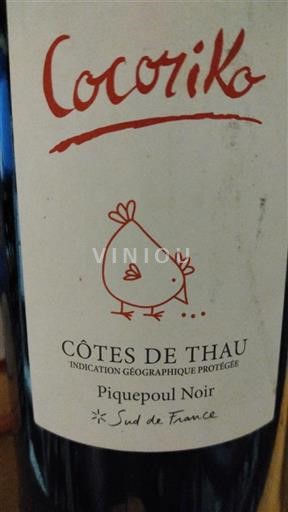 CocoriKo
VINIOU
CÔTES DE THAU
INDICATION GÉOGRAPHIQUE PROTÉGÉE
Piquepoul Noir
Sud de France